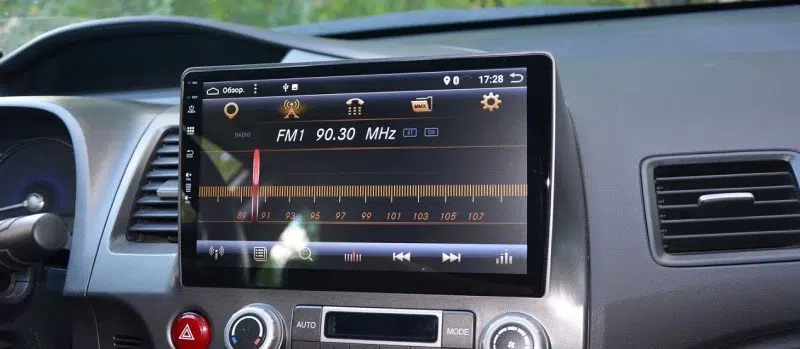 Обзор. 17:28
MMX
RADIO FM1 90.30 MHz ST DX
89 91 93 95 97 99 101 103 105 107
AUTO MODE